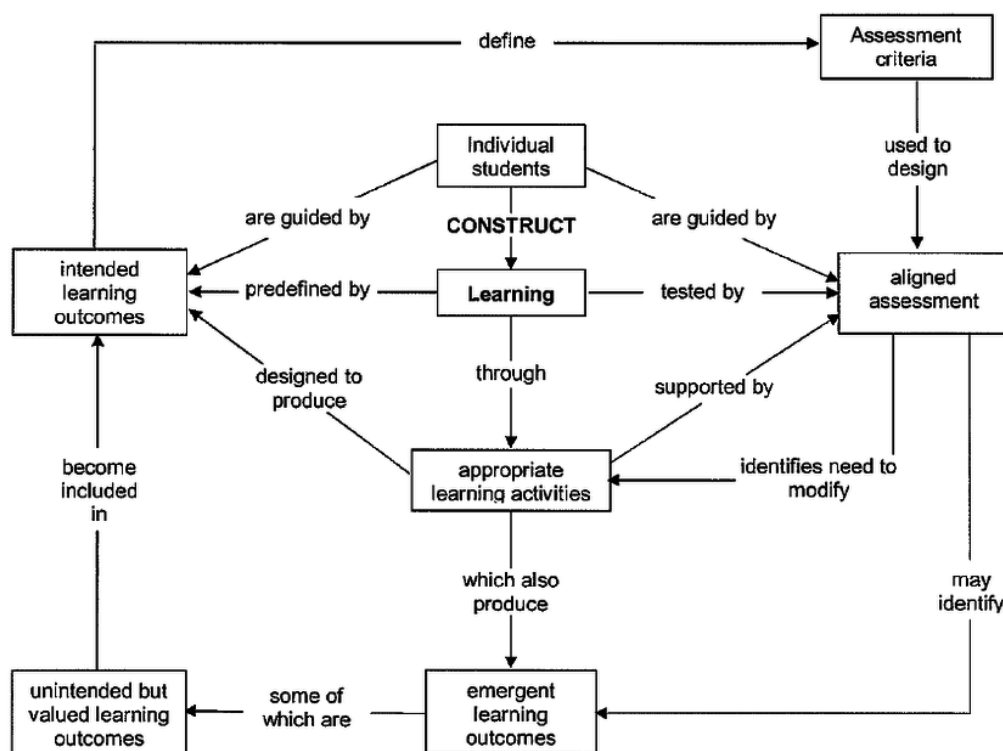 define
Assessment
criteria
Individual
students
used to
design
are guided by
CONSTRUCT
are guided by
intended
learning
outcomes
predefined by
Learning
tested by
aligned
assessment
designed to
produce
through
supported by
become
included
in
appropriate
learning activities
identifies need to
modify
which also
produce
may
identify
unintended but
valued learning
outcomes
some of
which are
emergent
learning
outcomes